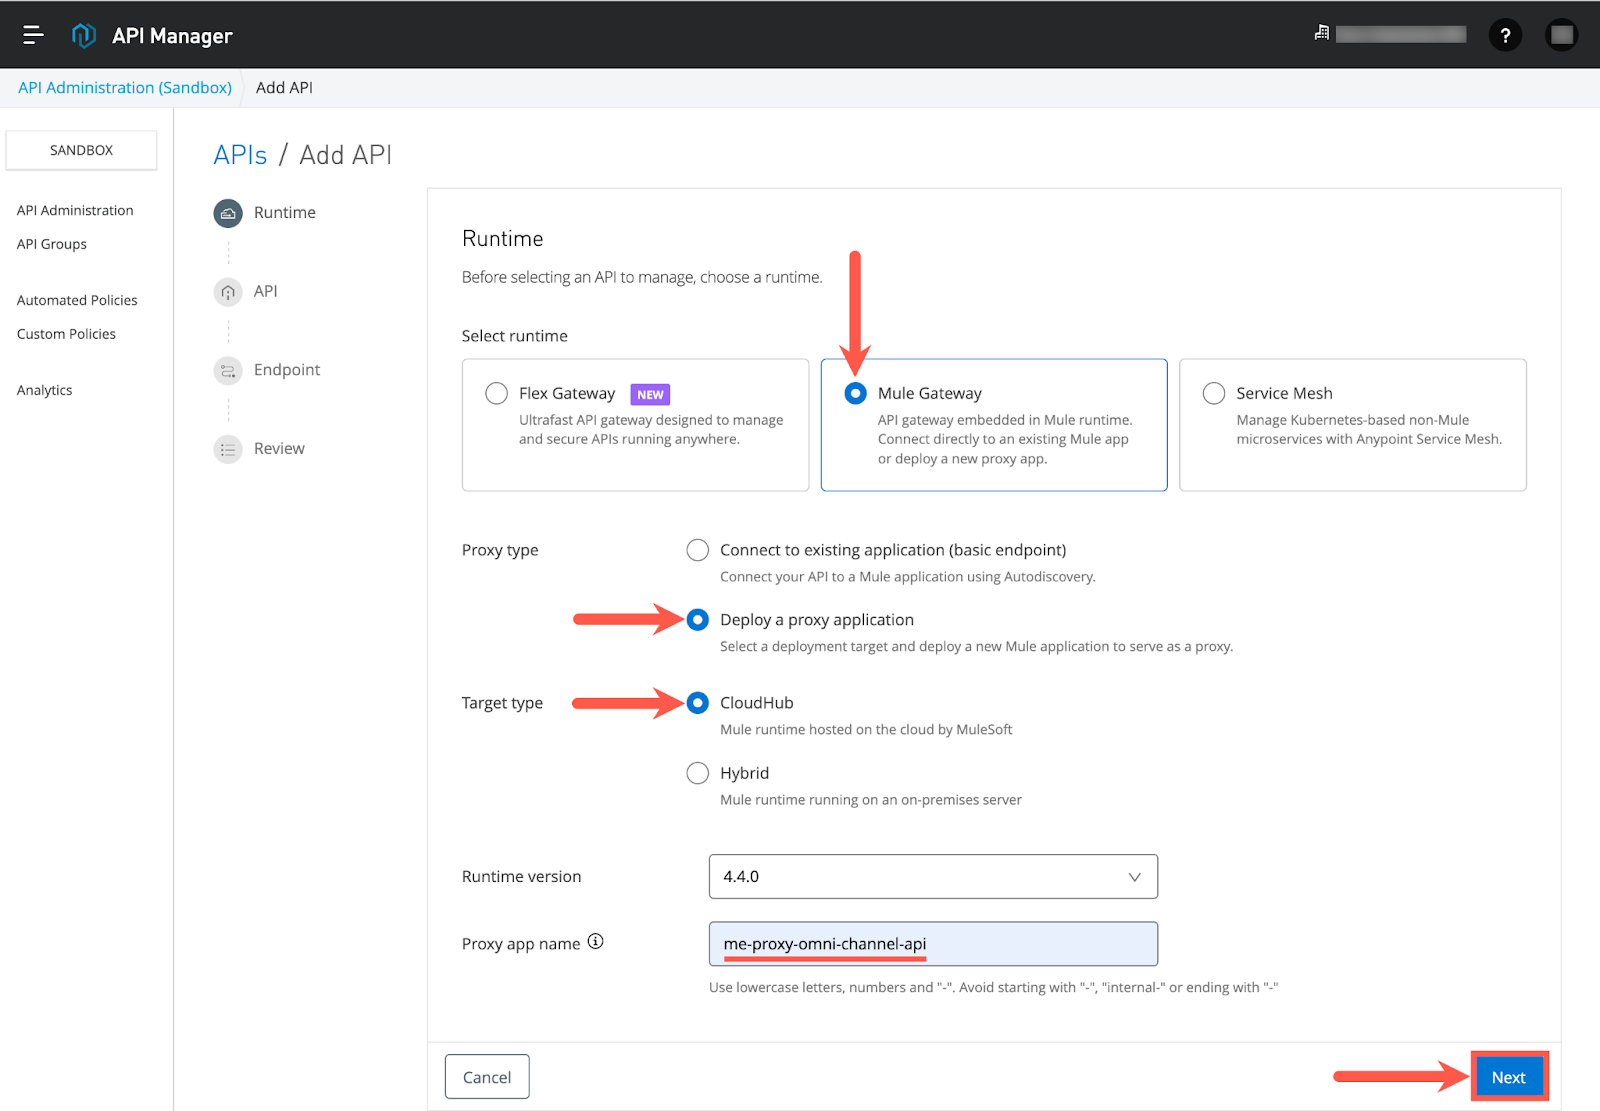 API Manager
?
API Administration (Sandbox)
Add API
SANDBOX
API Administration
API Groups
Automated Policies
Custom Policies
Analytics
APIs / Add API
Runtime
API
Endpoint
Review
Runtime
Before selecting an API to manage, choose a runtime.
Select runtime
Flex Gateway NEW
Ultrafast API gateway designed to manage
and secure APIs running anywhere.
Mule Gateway
API gateway embedded in Mule runtime.
Connect directly to an existing Mule app
or deploy a new proxy app.
Service Mesh
Manage Kubernetes-based non-Mule
microservices with Anypoint Service Mesh.
Proxy type
Connect to existing application (basic endpoint)
Connect your API to a Mule application using Autodiscovery.
Deploy a proxy application
Select a deployment target and deploy a new Mule application to serve as a proxy.
Target type
CloudHub
Mule runtime hosted on the cloud by MuleSoft
Hybrid
Mule runtime running on an on-premises server
Runtime version
4.4.0
Proxy app name
me-proxy-omni-channel-api
Use lowercase letters, numbers and "-". Avoid starting with "-", "internal-" or ending with "-"
Cancel
Next